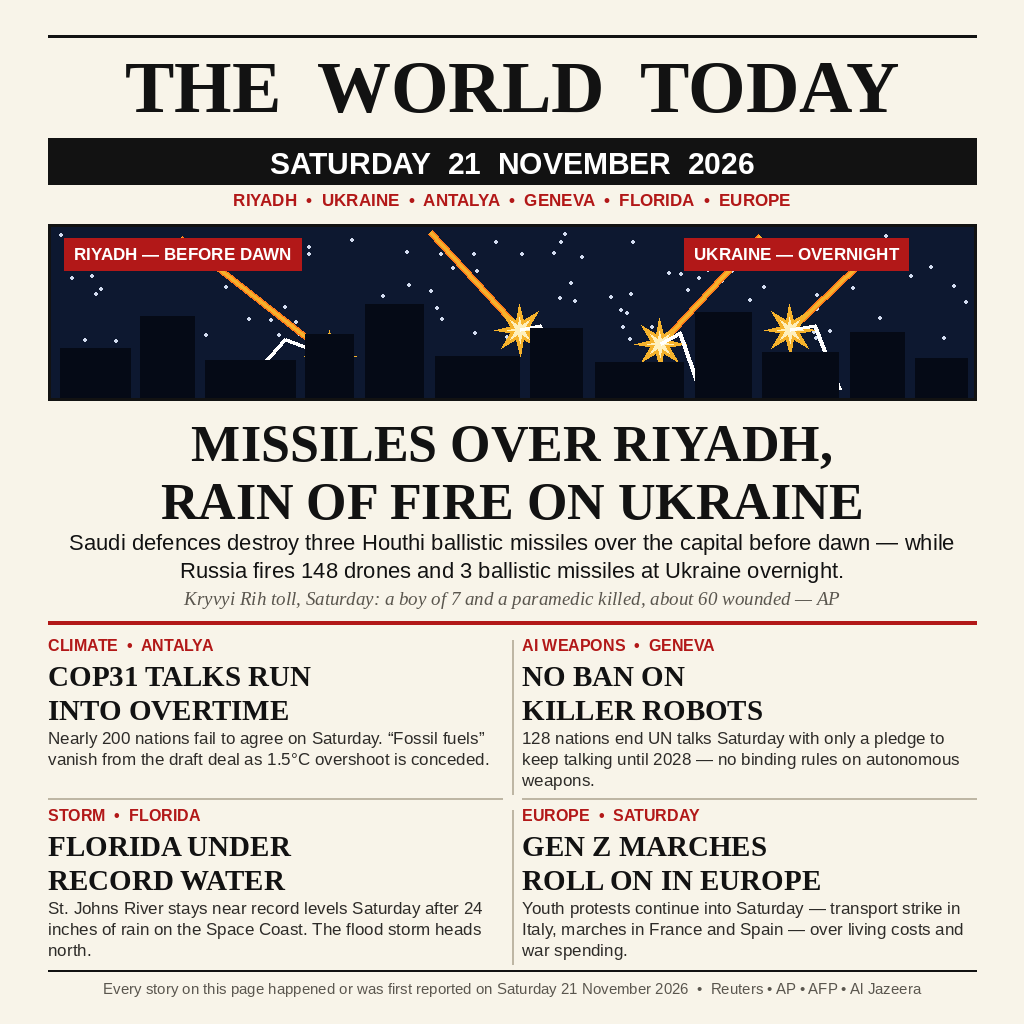 THE WORLD TODAY
SATURDAY 21 NOVEMBER 2026
RIYADH • UKRAINE • ANTALYA • GENEVA • FLORIDA • EUROPE
RIYADH — BEFORE DAWN
UKRAINE — OVERNIGHT
MISSILES OVER RIYADH,
RAIN OF FIRE ON UKRAINE
Saudi defences destroy three Houthi ballistic missiles over the capital before dawn — while
Russia fires 148 drones and 3 ballistic missiles at Ukraine overnight.
Kryvyi Rih toll, Saturday: a boy of 7 and a paramedic killed, about 60 wounded — AP
CLIMATE • ANTALYA
COP31 TALKS RUN
INTO OVERTIME
Nearly 200 nations fail to agree on Saturday. “Fossil fuels”
vanish from the draft deal as 1.5°C overshoot is conceded.
AI WEAPONS • GENEVA
NO BAN ON
KILLER ROBOTS
128 nations end UN talks Saturday with only a pledge to
keep talking until 2028 — no binding rules on autonomous
weapons.
STORM • FLORIDA
FLORIDA UNDER
RECORD WATER
St. Johns River stays near record levels Saturday after 24
inches of rain on the Space Coast. The flood storm heads
north.
EUROPE • SATURDAY
GEN Z MARCHES
ROLL ON IN EUROPE
Youth protests continue into Saturday — transport strike in
Italy, marches in France and Spain — over living costs and
war spending.
Every story on this page happened or was first reported on Saturday 21 November 2026 • Reuters • AP • AFP • Al Jazeera